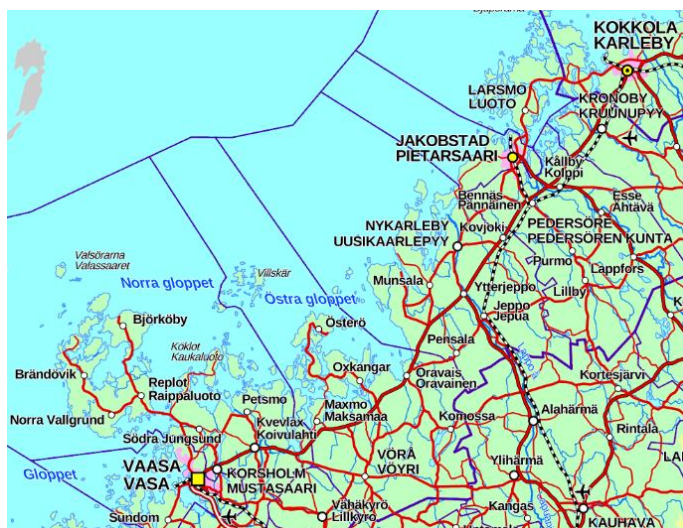 KOKKOLA
KARLEBY
LARSMO
LUOTO
KRONOBY
KRUUNUPYY
JAKOBSTAD
PIETARSAARI
Kållby
Kolppi
Bennäs
Pännäinen
Esse
Ähtävä
NYKARLEBY
UUSIKAARLEPYY
Kovjoki
PEDERSÖRE
PEDERSÖREN KUNTA
Purmo
Lappfors
Valsörarna
Valassaaret
Norra gloppet
Villskär
Munsala
Ytterjeppo
Lillby
Östra gloppet
Jeppo
Jepua
Björköby
Österö
Pensala
Koklot
Kaukaluoto
Brändövik
Replot
Raippaluoto
Oxkangar
Oravais
Oravainen
Kortesjärvi
Norra Vallgrund
Petsmo
Maxmo
Maksamaa
Kvevlax
Koivulahti
Komossa
Alahärmä
Södra Jungsund
Rintala
Gloppet
VAASA
VASA
KORSHOLM
MUSTASAARI
VÖRÅ
VÖYRI
Ylihärmä
Vähäkyrö
Lillkyro
Kangas
Sundom
KAUHAVA